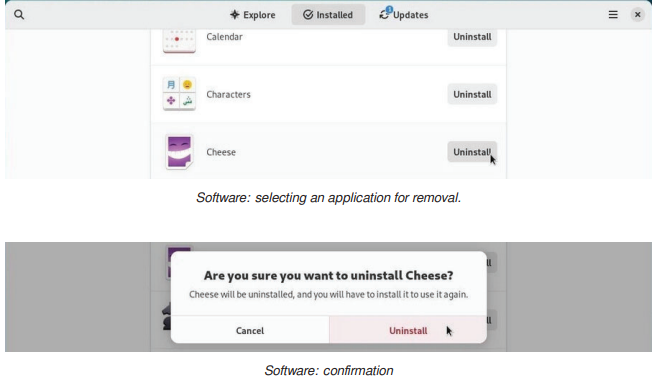 Explore Installed Updates
Calendar Uninstall
Characters Uninstall
Cheese Uninstall
Software: selecting an application for removal.
Are you sure you want to uninstall Cheese?
Cheese will be uninstalled, and you will have to install it to use it again.
Cancel Uninstall
Software: confirmation